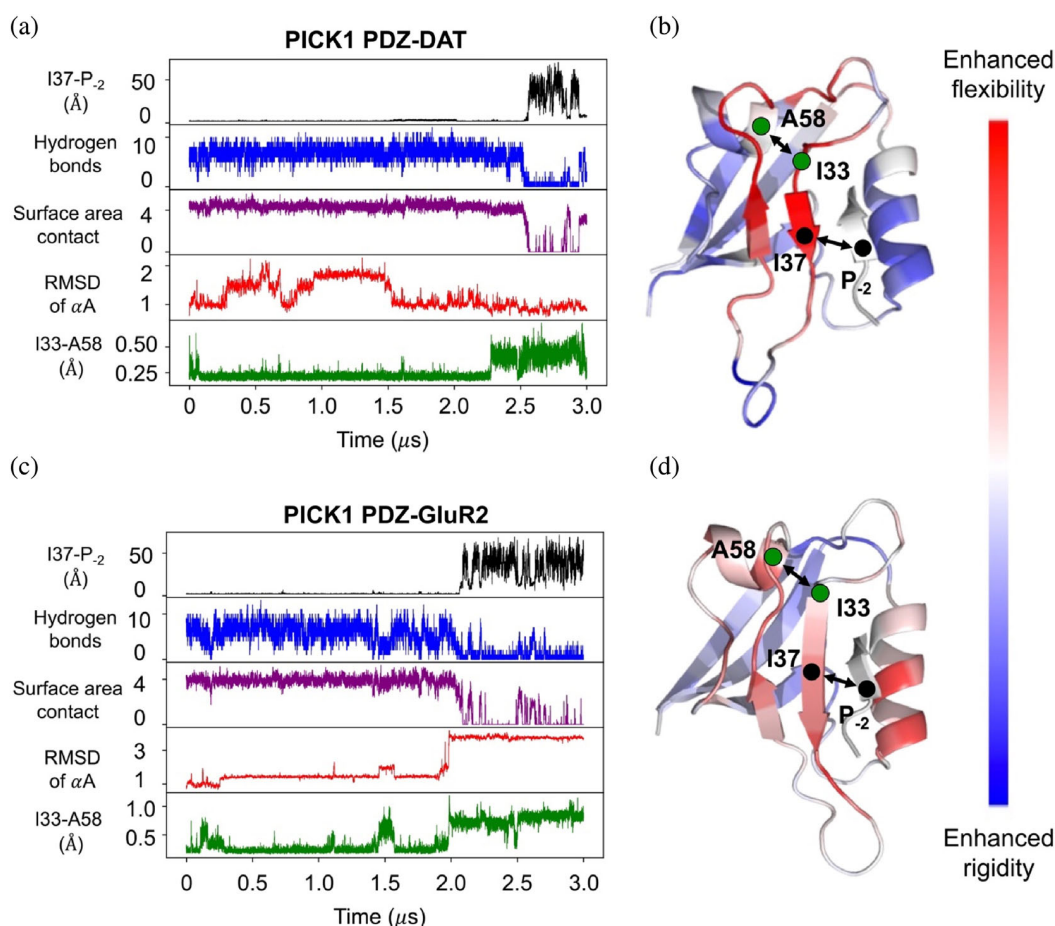 (a)
PICK1 PDZ-DAT
I37-P-2
(Å)
50
0
Hydrogen
bonds
10
0
Surface area
contact
4
0
RMSD
of αA
2
1
I33-A58
(Å)
0.50
0.25
0 0.5 1.0 1.5 2.0 2.5 3.0
Time (μs)
(b)
A58
I33
I37
P-2
Enhanced
flexibility
(c)
PICK1 PDZ-GluR2
I37-P-2
(Å)
50
0
Hydrogen
bonds
10
0
Surface area
contact
4
0
RMSD
of αA
3
1
I33-A58
(Å)
1.0
0.5
0 0.5 1.0 1.5 2.0 2.5 3.0
Time (μs)
(d)
A58
I33
I37
P-2
Enhanced
rigidity